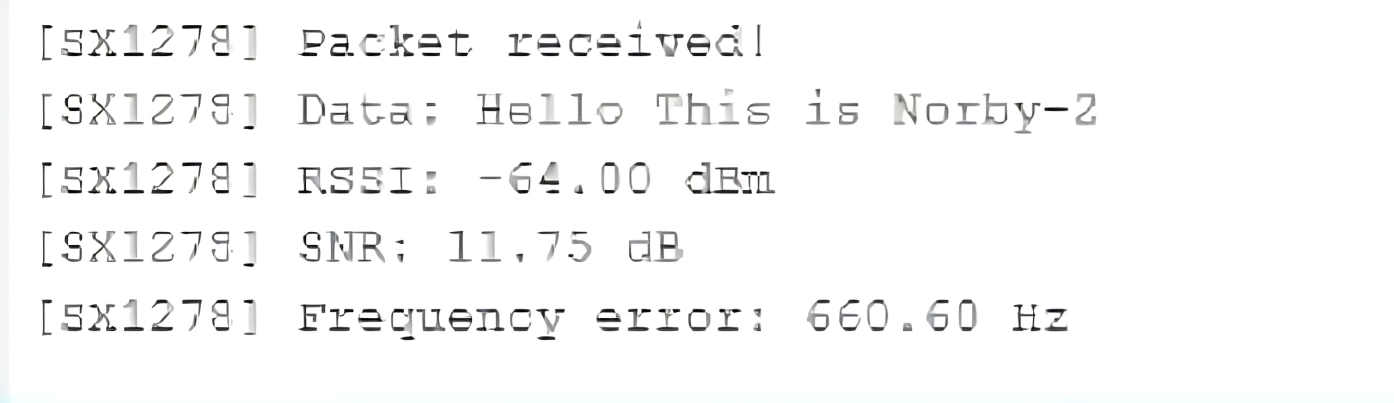 [SX1278] Packet received!
[SX1278] Data: Hello This is Norby-2
[SX1278] RSSI: -64.00 dBm
[SX1278] SNR: 11.75 dB
[SX1278] Frequency error: 660.60 Hz